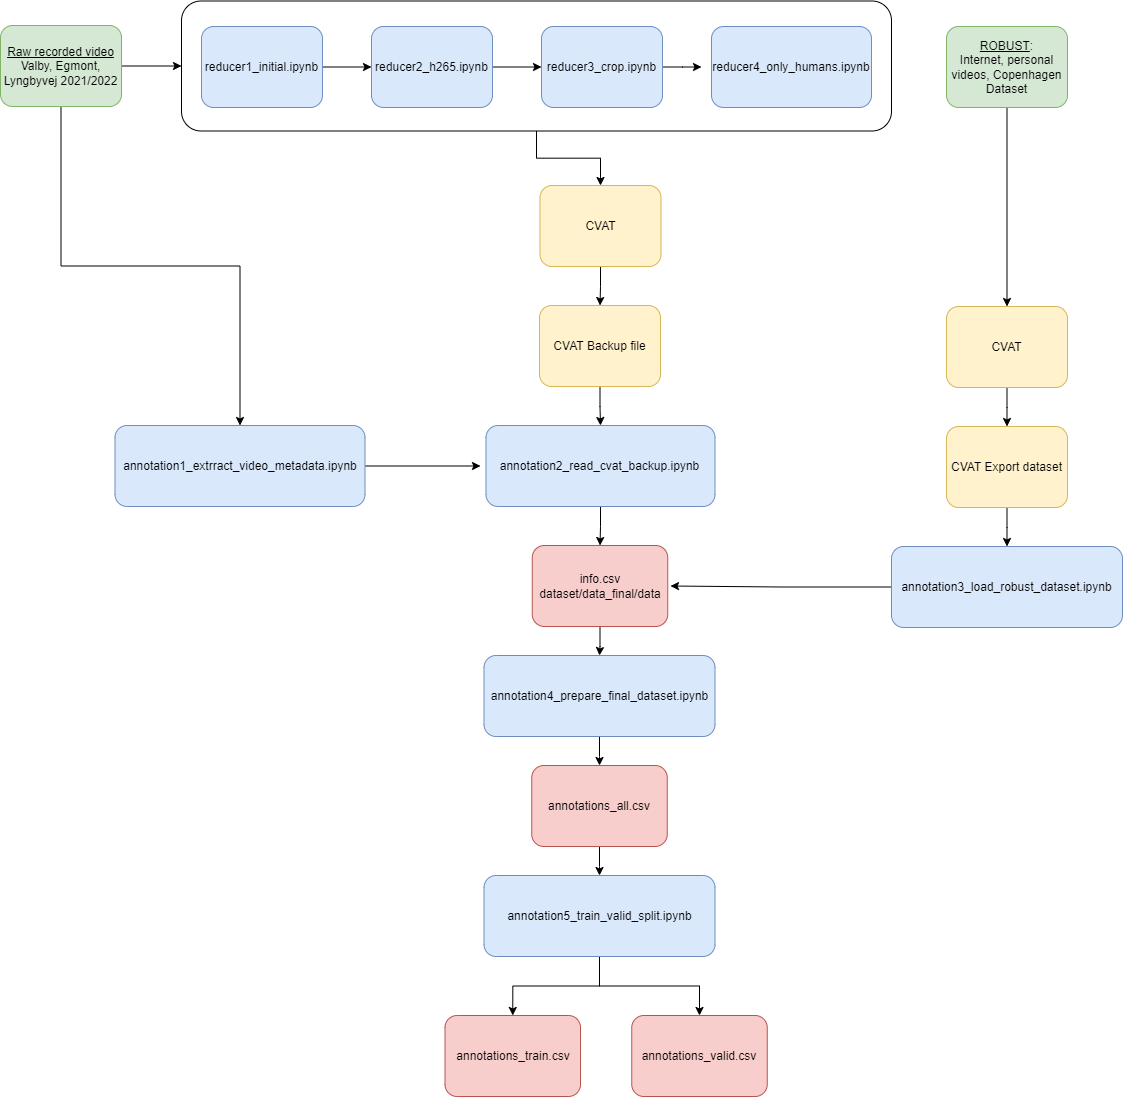 Raw recorded video
Valby, Egmont,
Lyngbyvej 2021/2022
reducer1_initial.ipynb
reducer2_h265.ipynb
reducer3_crop.ipynb
reducer4_only_humans.ipynb
ROBUST:
Internet, personal
videos, Copenhagen
Dataset
CVAT
CVAT Backup file
CVAT
annotation1_extrract_video_metadata.ipynb
annotation2_read_cvat_backup.ipynb
CVAT Export dataset
info.csv
dataset/data_final/data
annotation3_load_robust_dataset.ipynb
annotation4_prepare_final_dataset.ipynb
annotations_all.csv
annotation5_train_valid_split.ipynb
annotations_train.csv
annotations_valid.csv